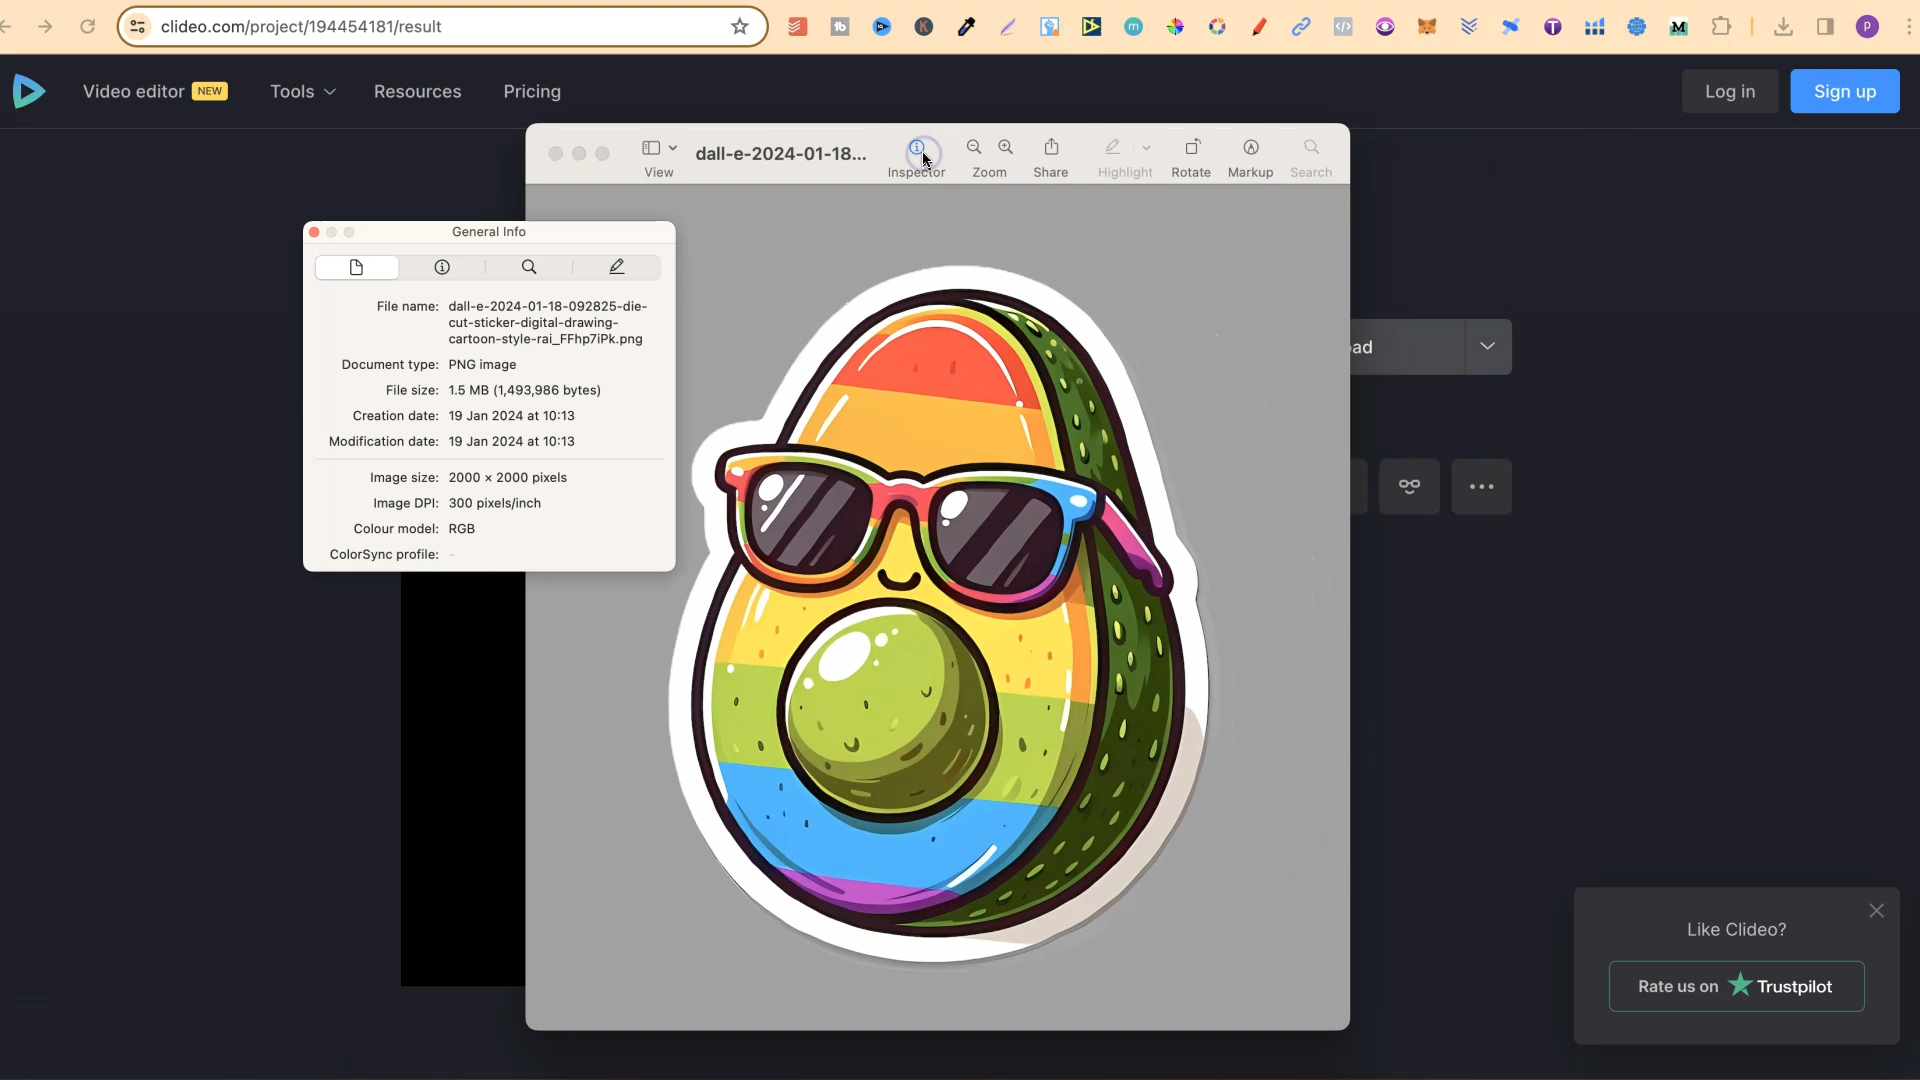 clideo.com/project/194454181/result
Video editor NEW Tools Resources Pricing Log in Sign up
dall-e-2024-01-18...
View Inspector Zoom Share Highlight Rotate Markup Search
General Info
File name: dall-e-2024-01-18-092825-die-
cut-sticker-digital-drawing-
cartoon-style-rai_FFhp7iPk.png
Document type: PNG image
File size: 1.5 MB (1,493,986 bytes)
Creation date: 19 Jan 2024 at 10:13
Modification date: 19 Jan 2024 at 10:13
Image size: 2000 × 2000 pixels
Image DPI: 300 pixels/inch
Colour model: RGB
ColorSync profile: -
oad
Like Clideo?
Rate us on Trustpilot